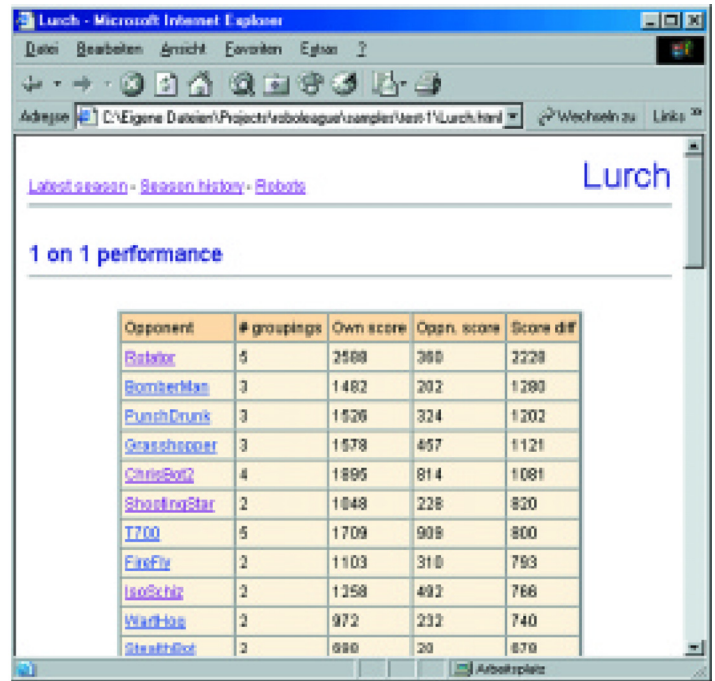 Lurch - Microsoft Internet Explorer
Datei Bearbeiten Ansicht Favoriten Extras ?
Adresse C:\Eigene Dateien\Projects\roboleague\samples\test-1\Lurch.html Wechseln zu Links »
Latest season - Season history - Robots
Lurch
1 on 1 performance
Opponent # groupings Own score Oppn. score Score diff
Rotator 5 2588 360 2228
BomberMan 3 1482 202 1280
PunchDrunk 3 1526 324 1202
Grasshopper 3 1578 457 1121
ChrisBot2 4 1895 814 1081
ShootingStar 2 1048 228 820
T700 5 1709 909 800
FireFly 2 1103 310 793
IsoSchiz 2 1258 492 766
WartHog 2 972 232 740
StealthBot 2 698 20 678
Arbeitsplatz